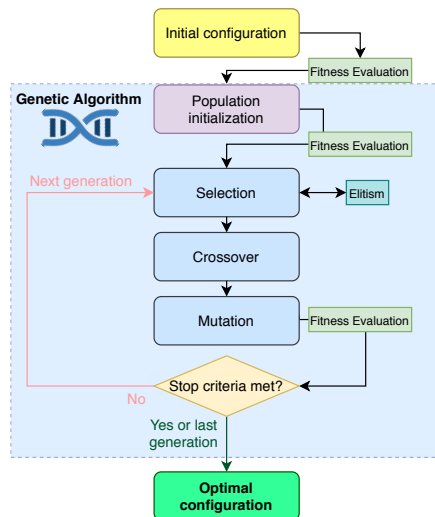 Initial configuration
Fitness Evaluation
Genetic Algorithm
Population
initialization
Fitness Evaluation
Next generation
Selection
Elitism
Crossover
Mutation
Fitness Evaluation
Stop criteria met?
No
Yes or last
generation
Optimal
configuration